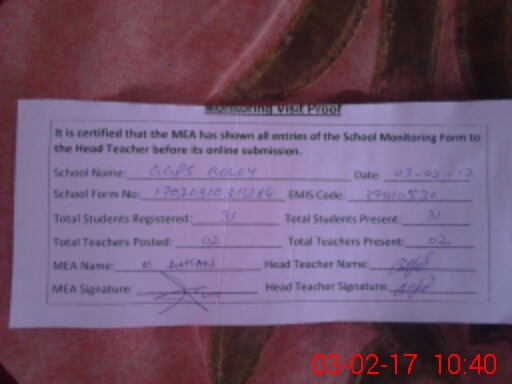 Monitoring Visit Proof
It is certified that the MEA has shown all entries of the School Monitoring Form to
the Head Teacher before its online submission.
School Name: GGPS Date: 03-02-17
School Form No: EMIS Code: 37410530
Total Students Registered: 31 Total Students Present: 31
Total Teachers Posted: 02 Total Teachers Present: 02
MEA Name: Head Teacher Name:
MEA Signature: Head Teacher Signature:
03-02-17 10:40